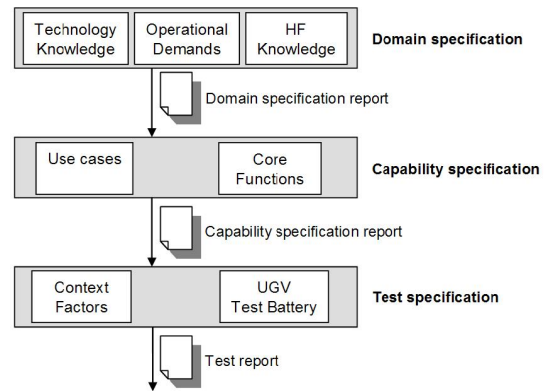 Technology
Knowledge
Operational
Demands
HF
Knowledge
Domain specification
Domain specification report
Use cases
Core
Functions
Capability specification
Capability specification report
Context
Factors
UGV
Test Battery
Test specification
Test report